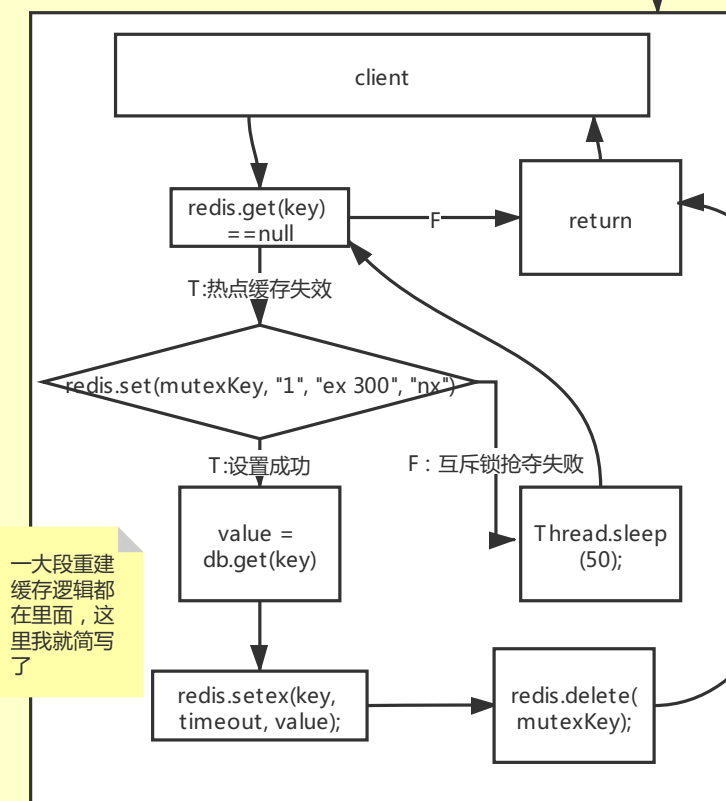 client
redis.get(key)
==null
F
return
T:热点缓存失效
redis.set(mutexKey, "1", "ex 300", "nx")
T:设置成功
F：互斥锁抢夺失败
value =
db.get(key)
Thread.sleep
(50);
一大段重建
缓存逻辑都
在里面，这
里我就简写
了
redis.setex(key,
timeout, value);
redis.delete(
mutexKey);